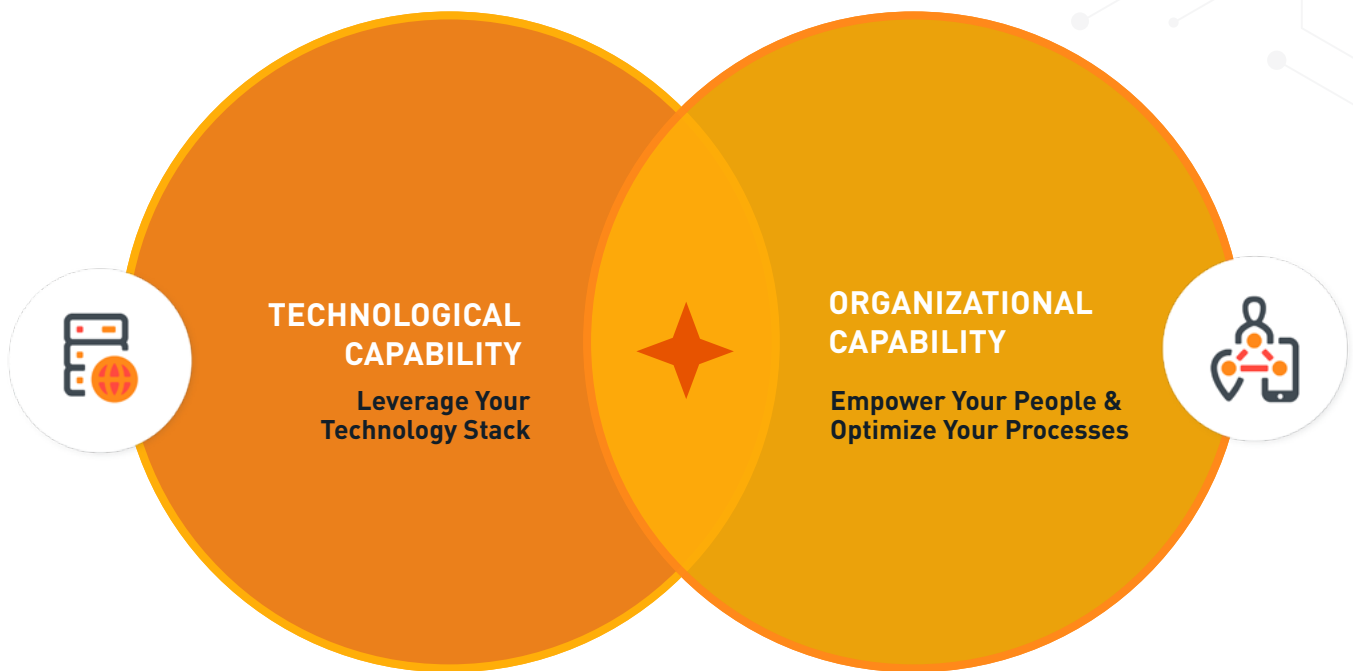 TECHNOLOGICAL
CAPABILITY
Leverage Your
Technology Stack
ORGANIZATIONAL
CAPABILITY
Empower Your People &
Optimize Your Processes